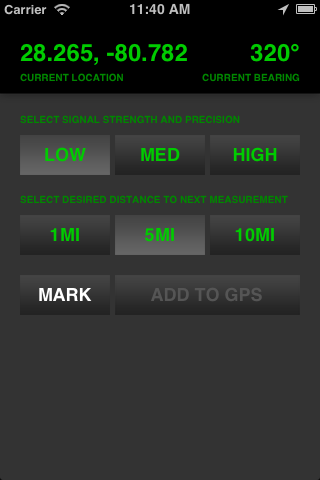 Carrier 11:40 AM
28.265, -80.782 320°
CURRENT LOCATION CURRENT BEARING
SELECT SIGNAL STRENGTH AND PRECISION
LOW MED HIGH
SELECT DESIRED DISTANCE TO NEXT MEASUREMENT
1MI 5MI 10MI
MARK ADD TO GPS